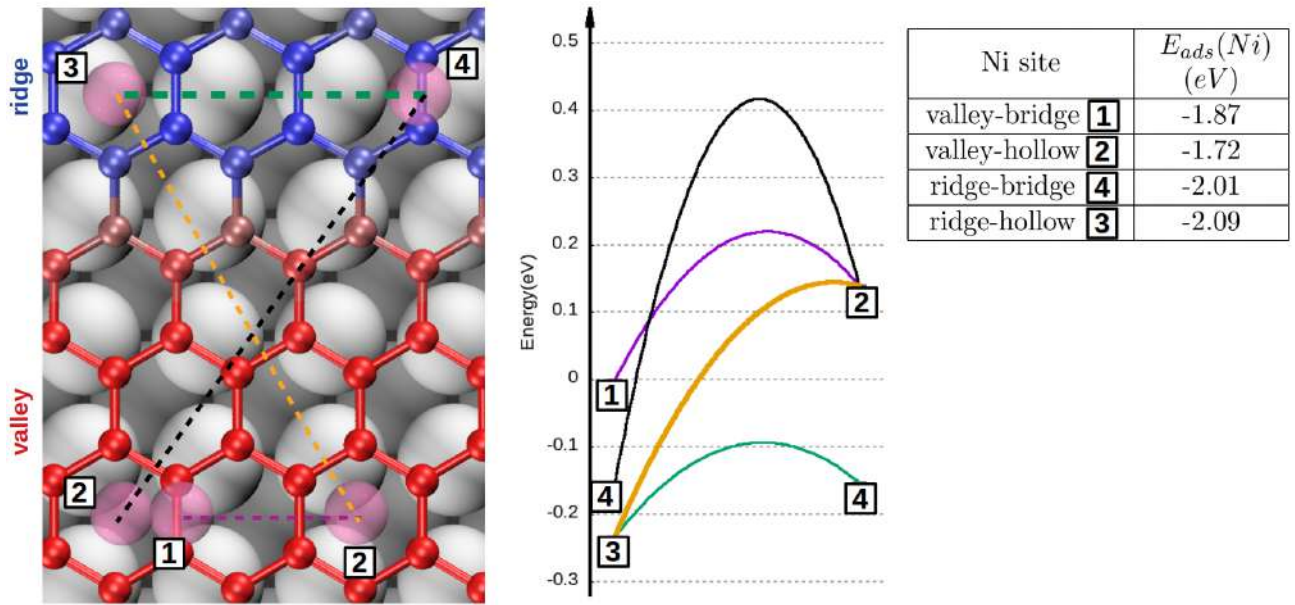 ridge
valley
3
4
2
1
2
Energy(eV)
0.5
0.4
0.3
0.2
0.1
0
-0.1
-0.2
-0.3
1
2
4
4
3
Ni site E_ads(Ni)
(eV)
valley-bridge 1 -1.87
valley-hollow 2 -1.72
ridge-bridge 4 -2.01
ridge-hollow 3 -2.09